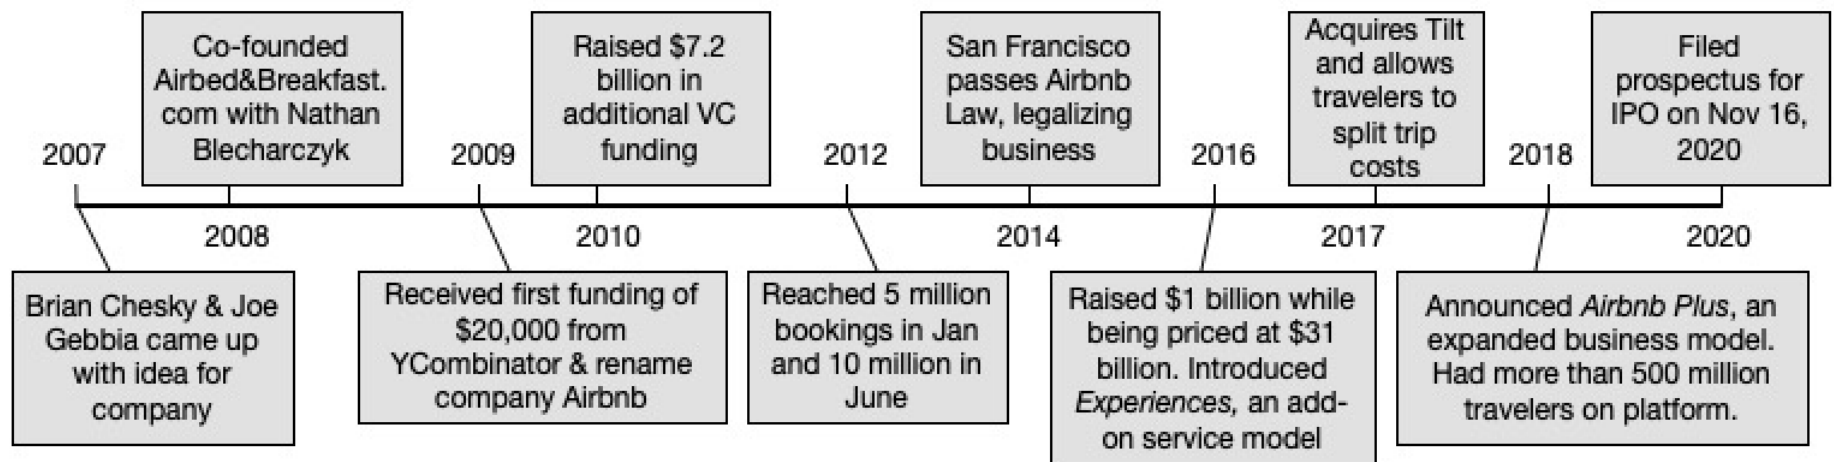 2007
Co-founded
Airbed&Breakfast.
com with Nathan
Blecharczyk
2009
Raised $7.2
billion in
additional VC
funding
2012
San Francisco
passes Airbnb
Law, legalizing
business
2016
Acquires Tilt
and allows
travelers to
split trip
costs
2018
Filed
prospectus for
IPO on Nov 16,
2020
2008
2010
2014
2017
2020
Brian Chesky & Joe
Gebbia came up
with idea for
company
Received first funding of
$20,000 from
YCombinator & rename
company Airbnb
Reached 5 million
bookings in Jan
and 10 million in
June
Raised $1 billion while
being priced at $31
billion. Introduced
Experiences, an add-
on service model
Announced Airbnb Plus, an
expanded business model.
Had more than 500 million
travelers on platform.